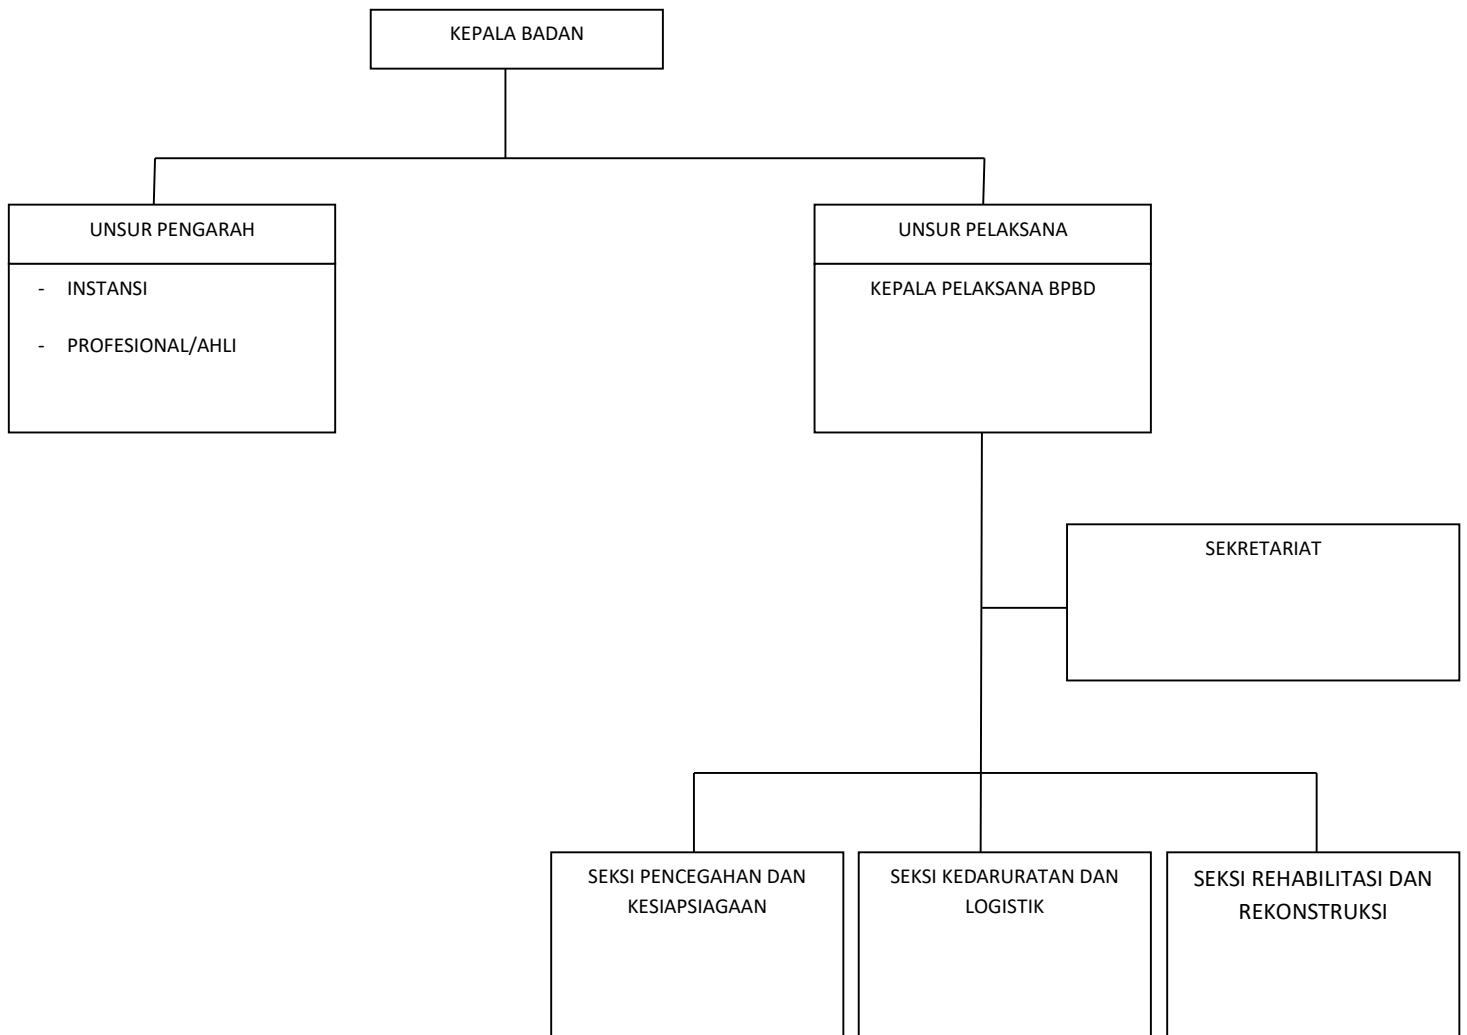 KEPALA BADAN
UNSUR PENGARAH
- INSTANSI
- PROFESIONAL/AHLI
UNSUR PELAKSANA
KEPALA PELAKSANA BPBD
SEKRETARIAT
SEKSI PENCEGAHAN DAN
KESIAPSIAGAAN
SEKSI KEDARURATAN DAN
LOGISTIK
SEKSI REHABILITASI DAN
REKONSTRUKSI